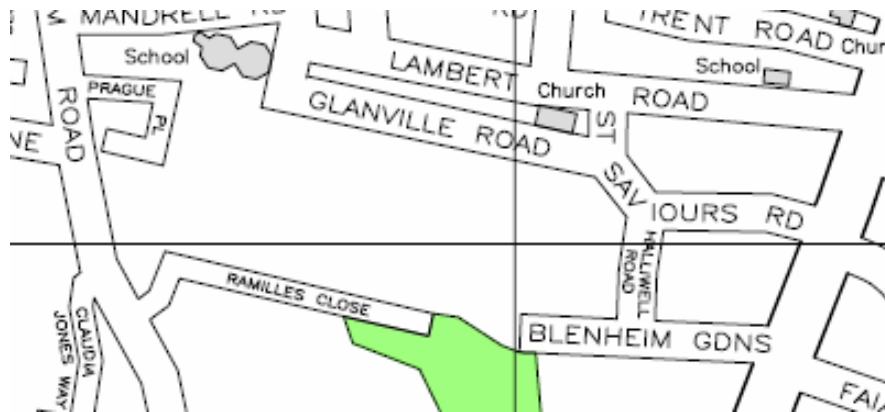 MANDRELL RD
TRENT ROAD
School
LAMBERT ROAD
School
PRAGUE PL
Church
GLANVILLE ROAD
ROAD
ST SAVIOURS RD
HALLIWELL ROAD
RAMILLES CLOSE
CLAUDIA JONES WAY
BLENHEIM GDNS